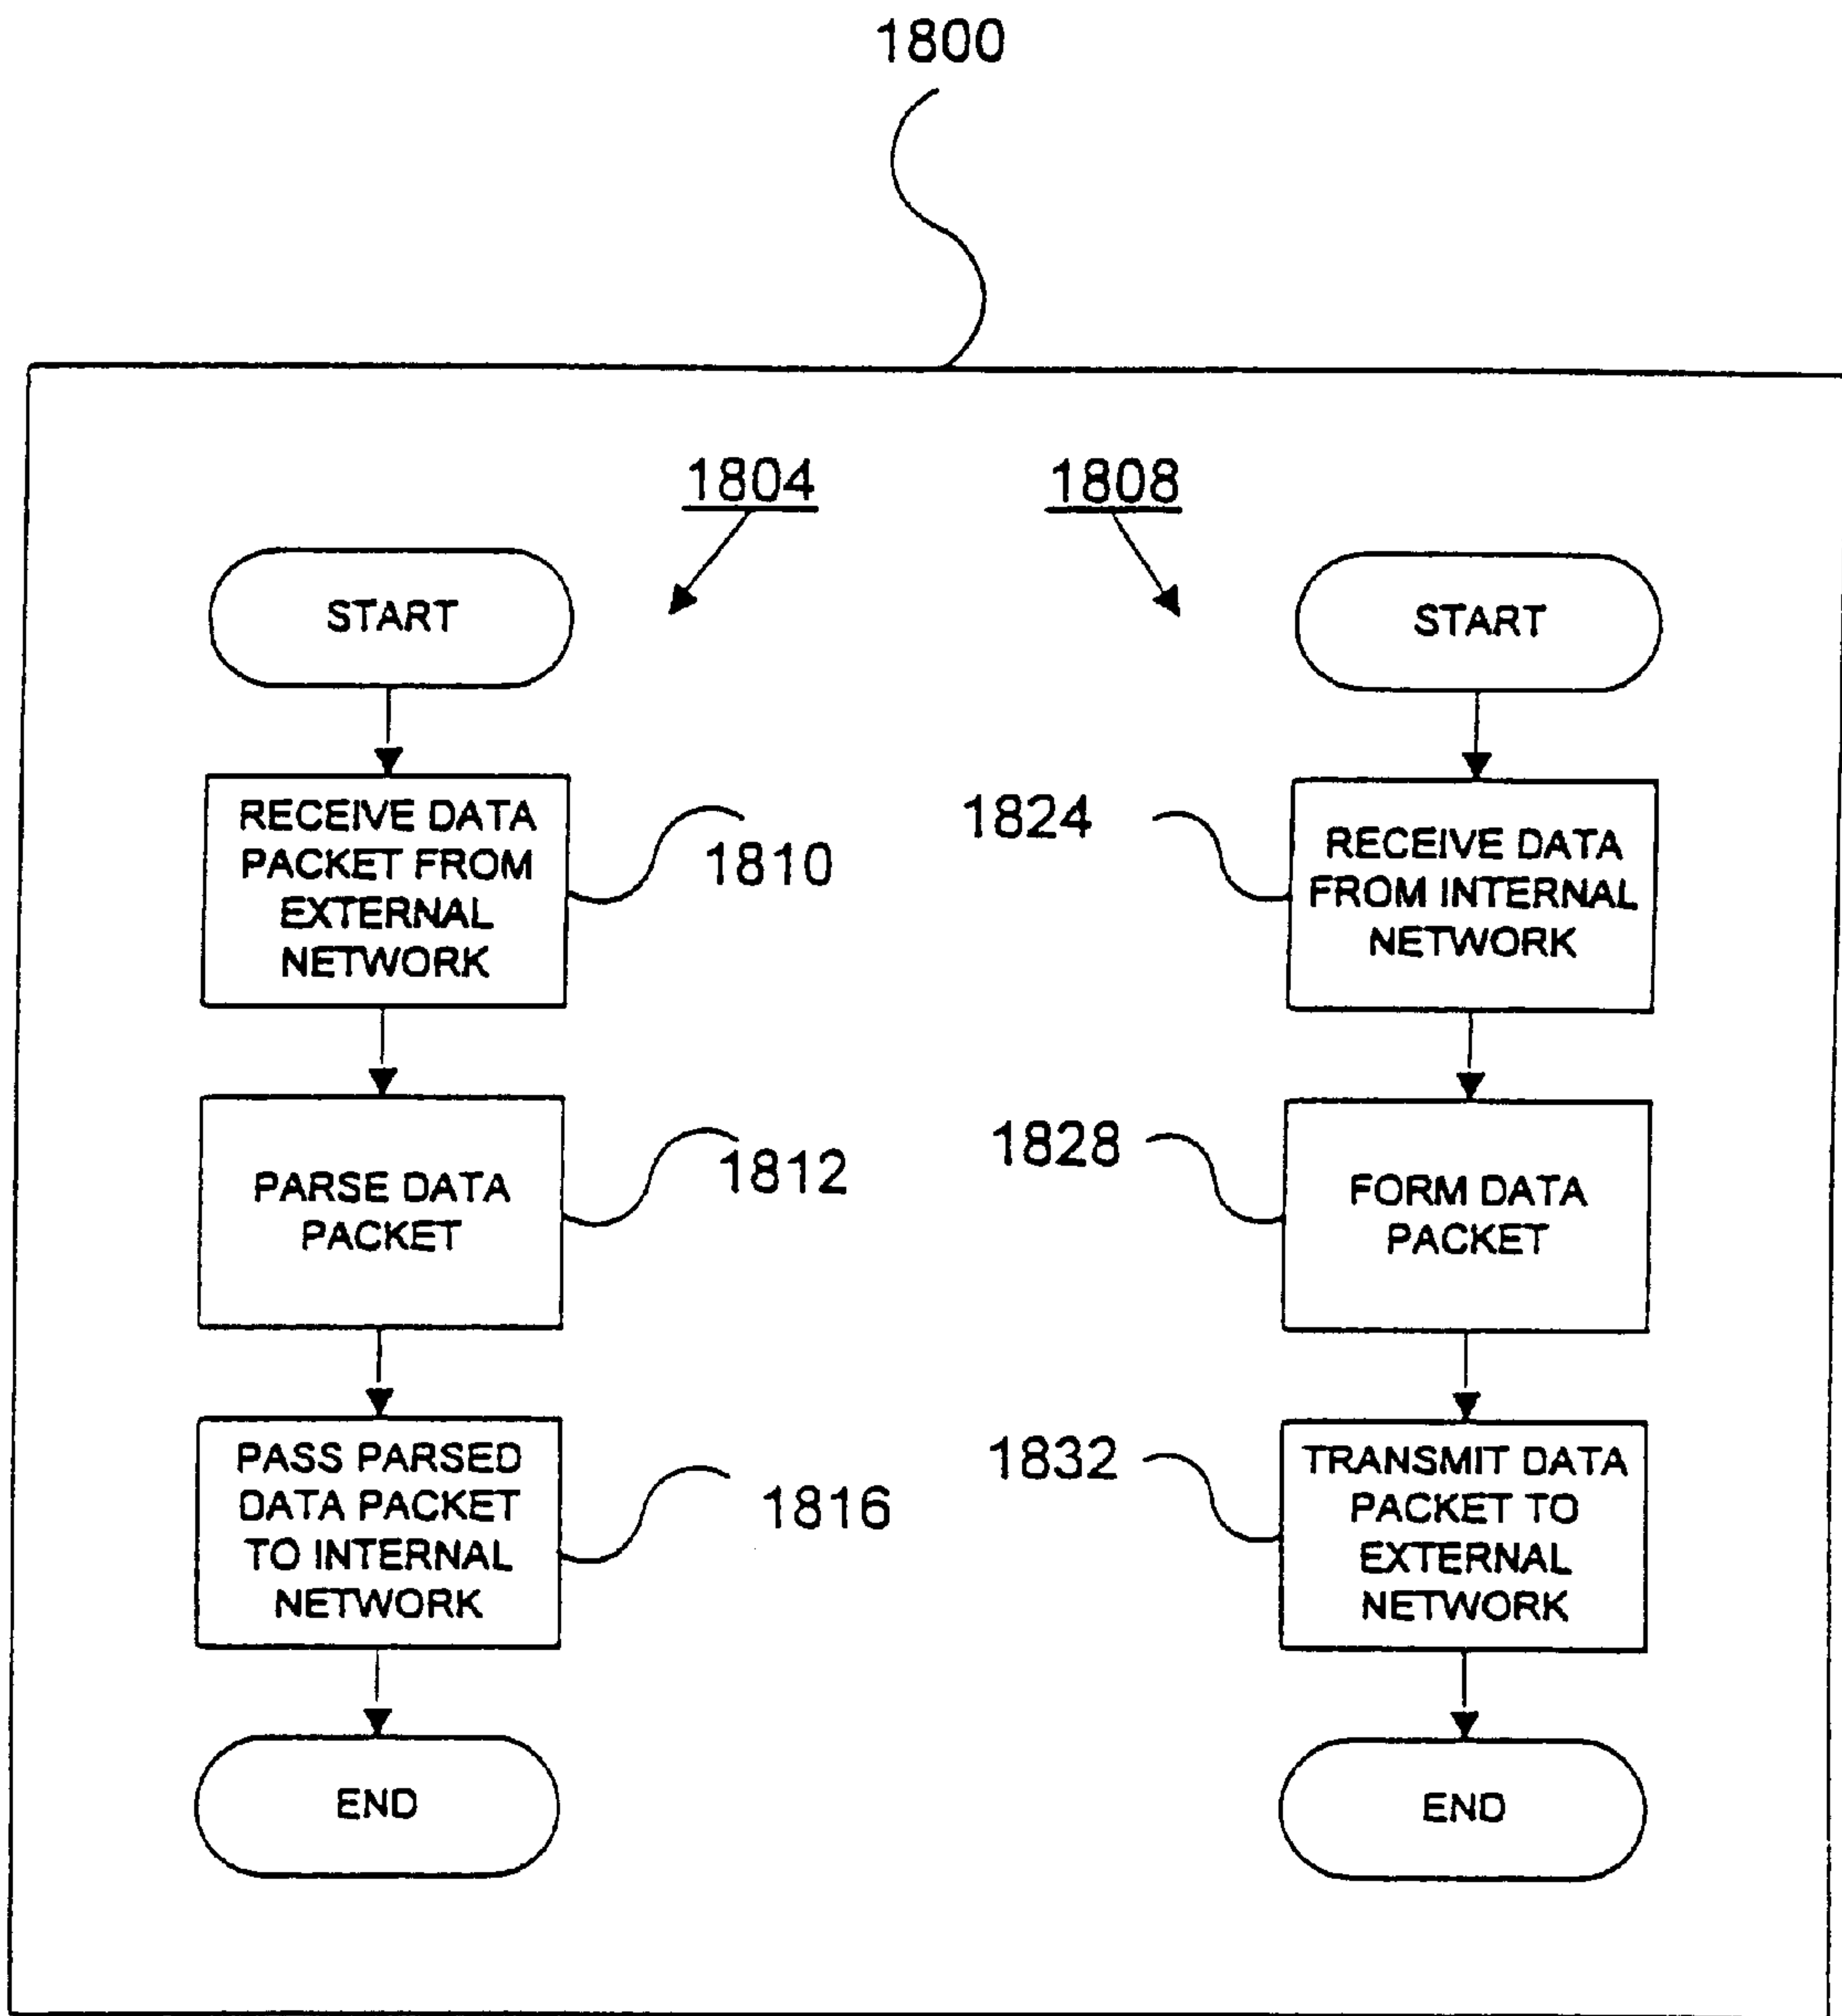 1800
1804
1808
START
RECEIVE DATA
PACKET FROM
EXTERNAL
NETWORK
1810
PARSE DATA
PACKET
1812
PASS PARSED
DATA PACKET
TO INTERNAL
NETWORK
1816
END
START
1824
RECEIVE DATA
FROM INTERNAL
NETWORK
1828
FORM DATA
PACKET
1832
TRANSMIT DATA
PACKET TO
EXTERNAL
NETWORK
END